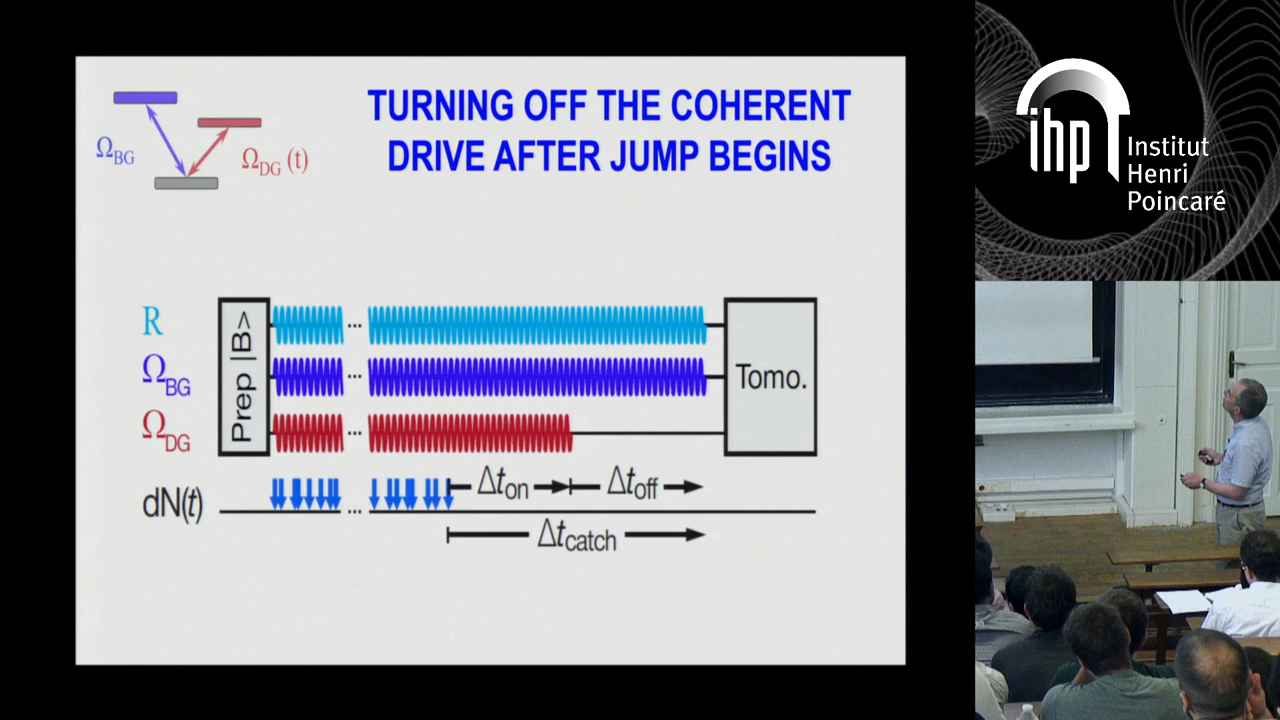 TURNING OFF THE COHERENT
DRIVE AFTER JUMP BEGINS
Ω_BG
Ω_DG (t)
R
Ω_BG
Ω_DG
dN(t)
Prep |B>
...
...
...
...
Tomo.
Δt_on
Δt_off
Δt_catch
ihp
Institut
Henri
Poincaré